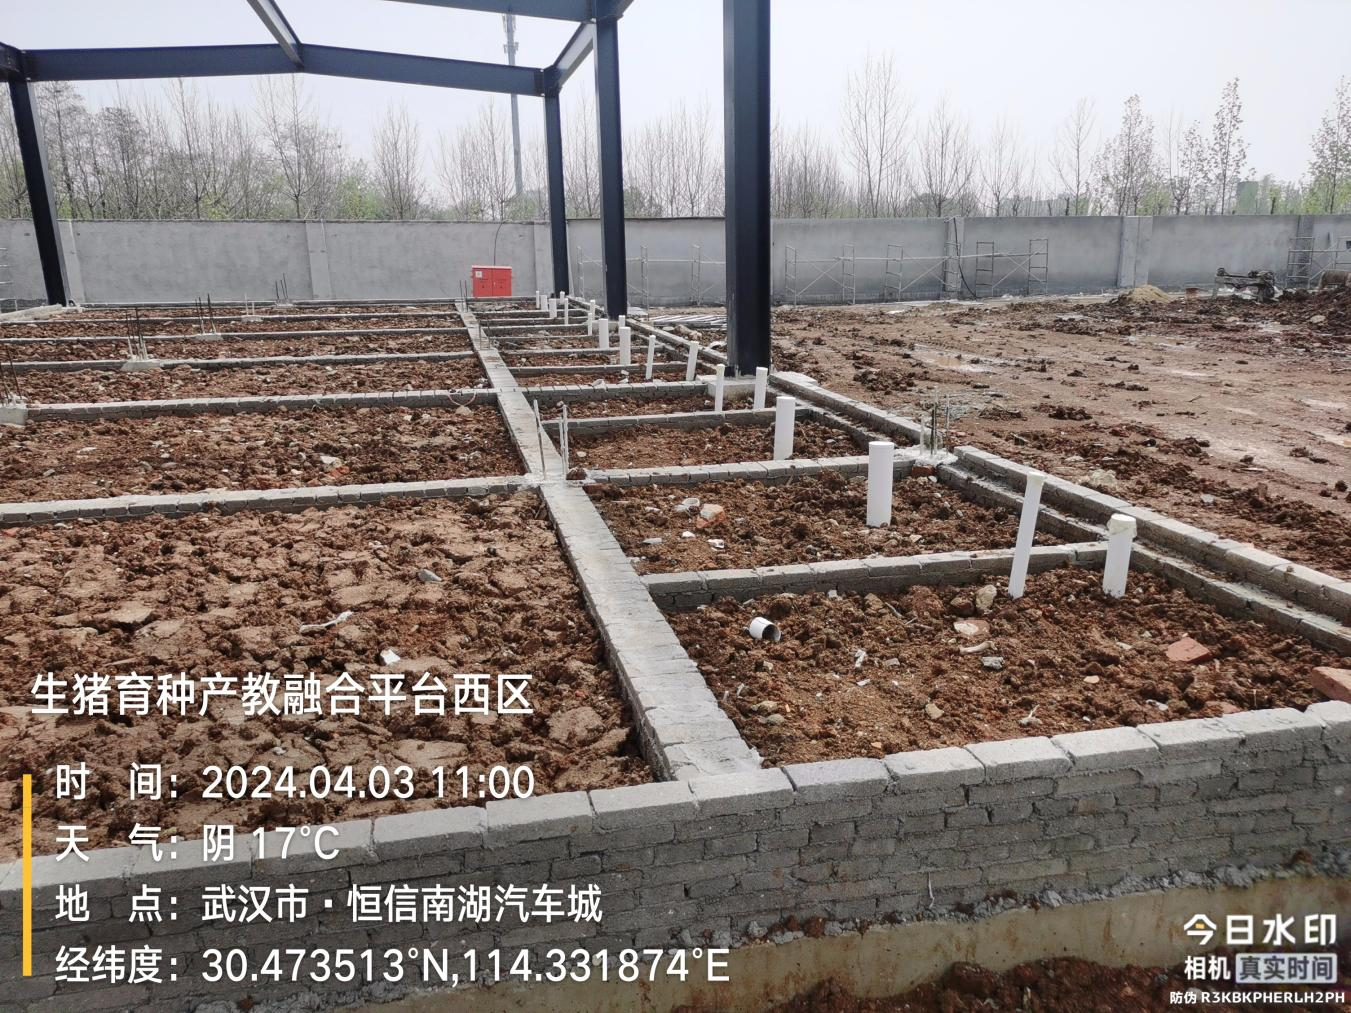 生猪育种产教融合平台西区
时 间：2024.04.03 11:00
天 气：阴 17°C
地 点：武汉市·恒信南湖汽车城
经纬度：30.473513°N,114.331874°E
今日水印
相机 真实时间
防伪 R3KBKPHERLH2PH